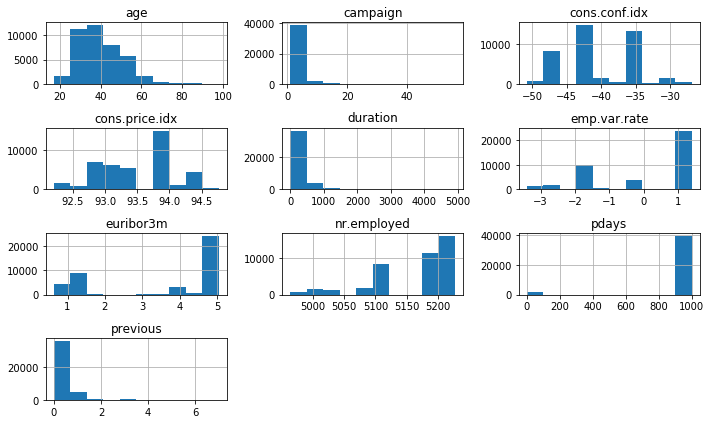 age campaign cons.conf.idx
10000 40000 10000
5000 20000
0 0 0
20 40 60 80 100 0 20 40 −50 −45 −40 −35 −30
cons.price.idx duration emp.var.rate
10000 20000 20000
10000
0 0 0
92.5 93.0 93.5 94.0 94.5 0 1000 2000 3000 4000 5000 −3 −2 −1 0 1
euribor3m nr.employed pdays
20000 15000 40000
10000 10000 20000
5000
0 0 0
1 2 3 4 5 5000 5050 5100 5150 5200 0 200 400 600 800 1000
previous
20000
0
0 2 4 6